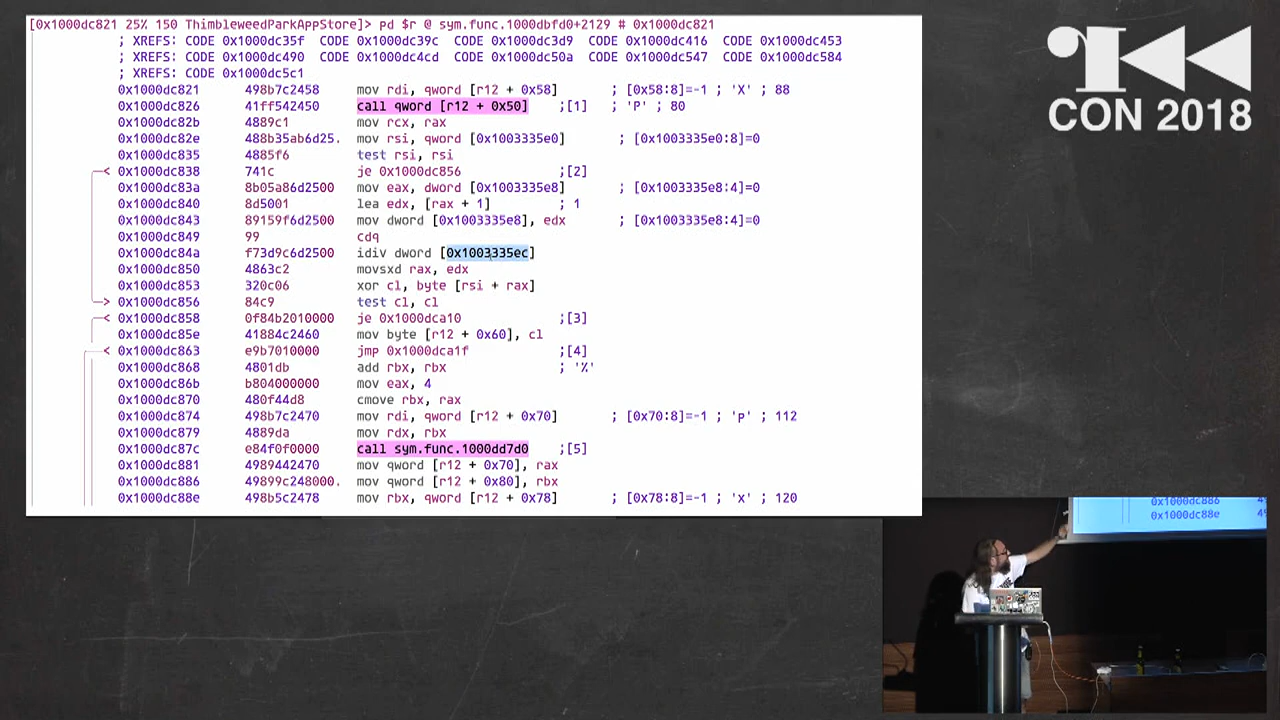 [0x1000dc821 25% 150 ThimbleweedParkAppStore]> pd $r @ sym.func.1000dbfd0+2129 # 0x1000dc821
; XREFS: CODE 0x1000dc35f  CODE 0x1000dc39c  CODE 0x1000dc3d9  CODE 0x1000dc416  CODE 0x1000dc453
; XREFS: CODE 0x1000dc490  CODE 0x1000dc4cd  CODE 0x1000dc50a  CODE 0x1000dc547  CODE 0x1000dc584
; XREFS: CODE 0x1000dc5c1
0x1000dc821 498b7c2458 mov rdi, qword [r12 + 0x58] ; [0x58:8]=-1 ; 'X' ; 88
0x1000dc826 41ff542450 call qword [r12 + 0x50] ;[1] ; 'P' ; 80
0x1000dc82b 4889c1 mov rcx, rax
0x1000dc82e 488b35ab6d25. mov rsi, qword [0x1003335e0] ; [0x1003335e0:8]=0
0x1000dc835 4885f6 test rsi, rsi
0x1000dc838 741c je 0x1000dc856 ;[2]
0x1000dc83a 8b05a86d2500 mov eax, dword [0x1003335e8] ; [0x1003335e8:4]=0
0x1000dc840 8d5001 lea edx, [rax + 1] ; 1
0x1000dc843 89159f6d2500 mov dword [0x1003335e8], edx ; [0x1003335e8:4]=0
0x1000dc849 99 cdq
0x1000dc84a f73d9c6d2500 idiv dword [0x1003335ec]
0x1000dc850 4863c2 movsxd rax, edx
0x1000dc853 320c06 xor cl, byte [rsi + rax]
0x1000dc856 84c9 test cl, cl
0x1000dc858 0f84b2010000 je 0x1000dca10 ;[3]
0x1000dc85e 41884c2460 mov byte [r12 + 0x60], cl
0x1000dc863 e9b7010000 jmp 0x1000dca1f ;[4]
0x1000dc868 4801db add rbx, rbx ; '%'
0x1000dc86b b804000000 mov eax, 4
0x1000dc870 480f44d8 cmove rbx, rax
0x1000dc874 498b7c2470 mov rdi, qword [r12 + 0x70] ; [0x70:8]=-1 ; 'p' ; 112
0x1000dc879 4889da mov rdx, rbx
0x1000dc87c e84f0f0000 call sym.func.1000dd7d0 ;[5]
0x1000dc881 4989442470 mov qword [r12 + 0x70], rax
0x1000dc886 49899c248000. mov qword [r12 + 0x80], rbx
0x1000dc88e 498b5c2478 mov rbx, qword [r12 + 0x78] ; [0x78:8]=-1 ; 'x' ; 120
CON 2018
0x1000dc886
0x1000dc88e